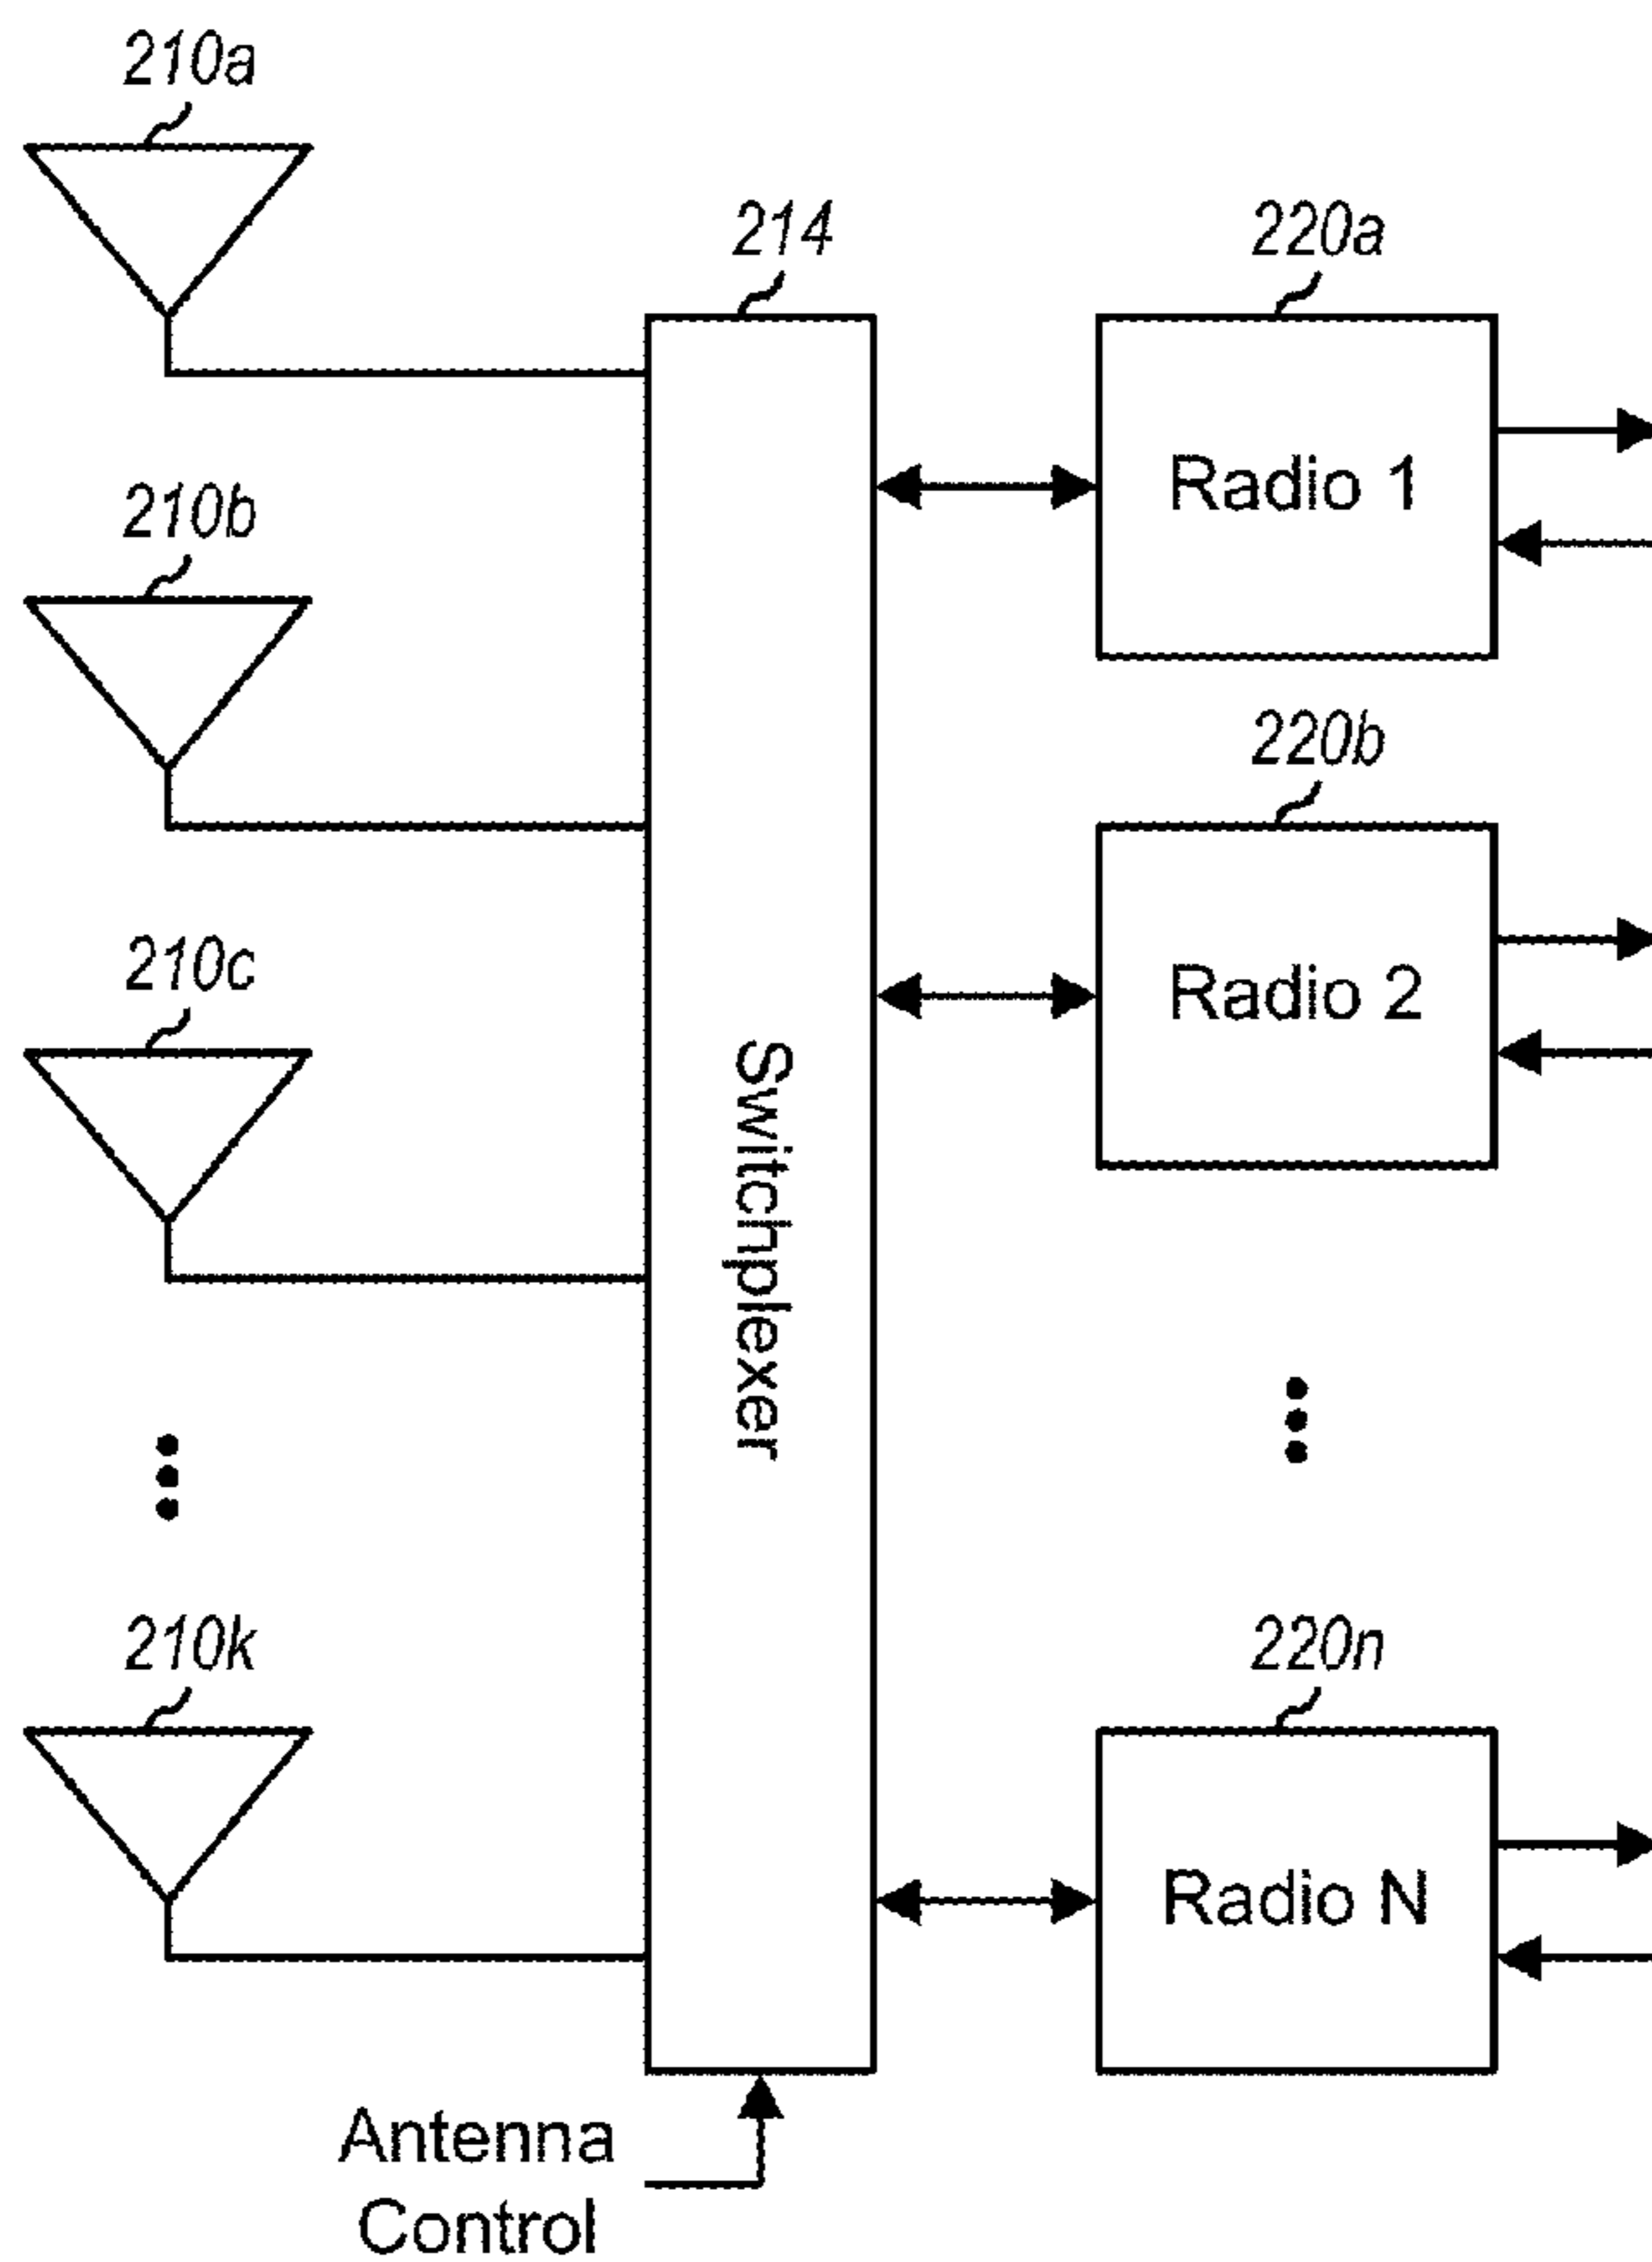 210a
214
220a
Radio 1
210b
220b
Radio 2
210c
Switchplexer
210k
220n
Radio N
Antenna
Control